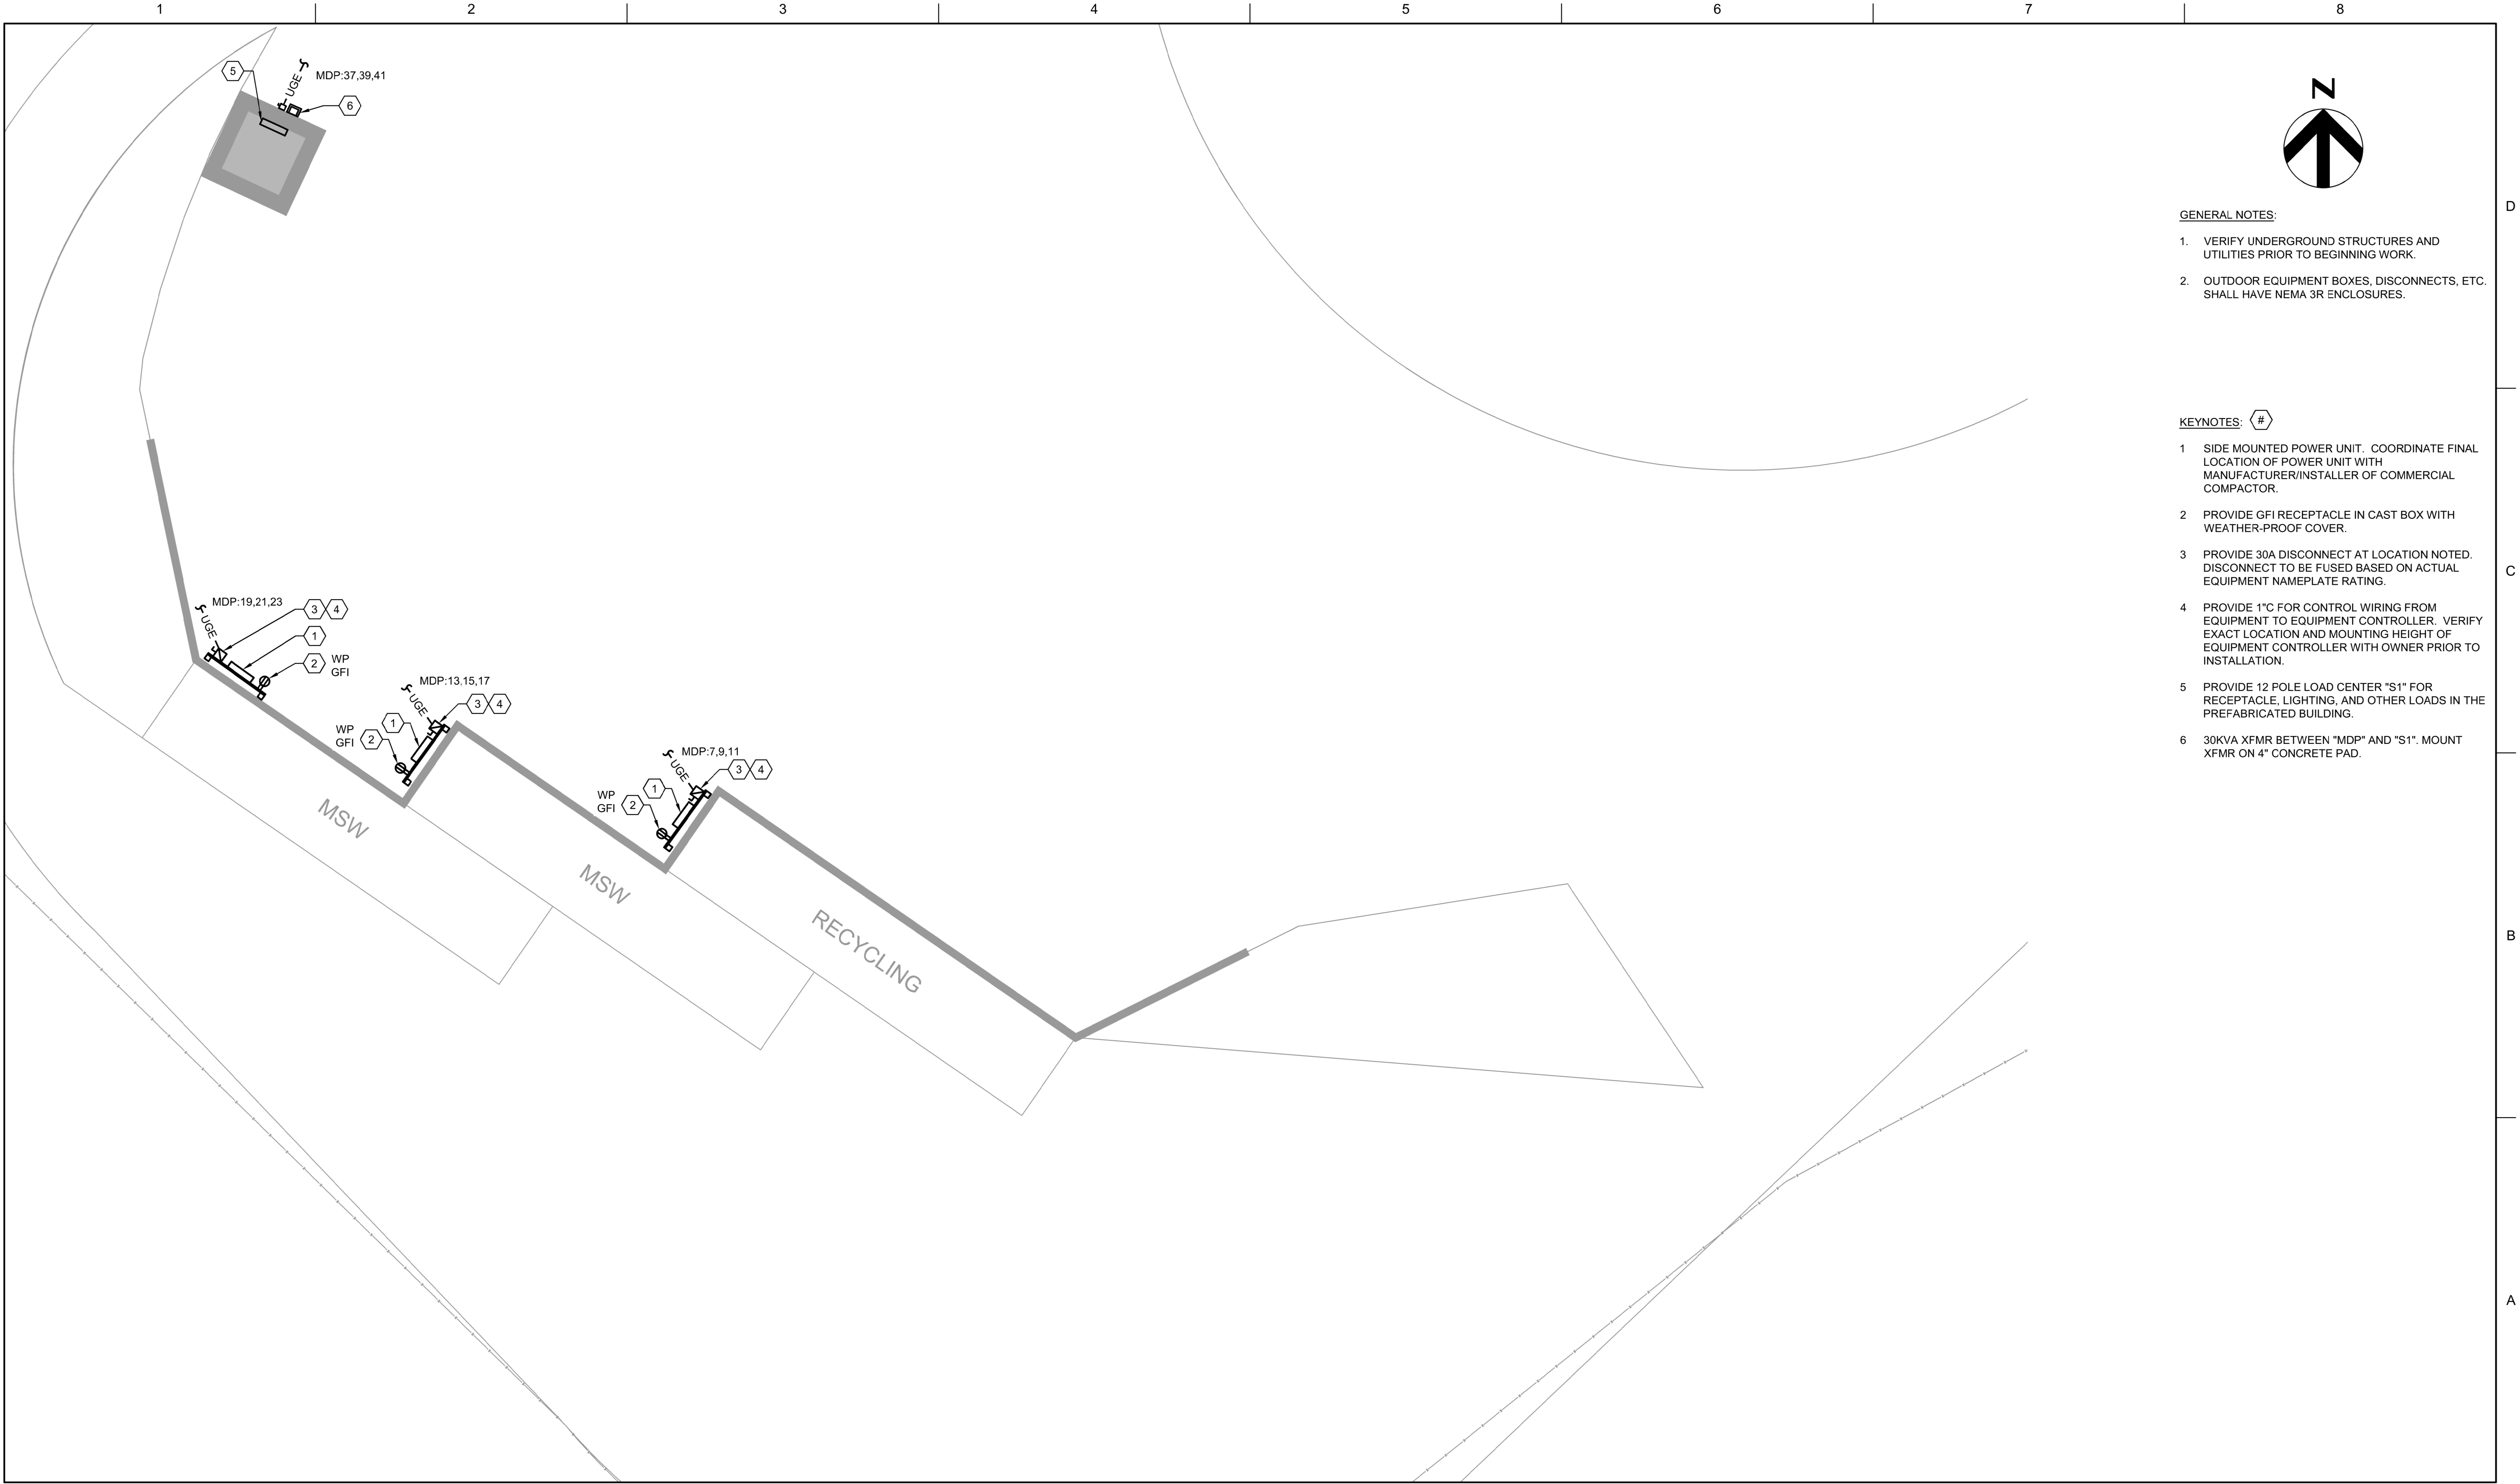 1 2 3 4 5 6 7 8
5
UGE
MDP:37,39,41
6
N
D
GENERAL NOTES:
1. VERIFY UNDERGROUND STRUCTURES AND
UTILITIES PRIOR TO BEGINNING WORK.
2. OUTDOOR EQUIPMENT BOXES, DISCONNECTS, ETC.
SHALL HAVE NEMA 3R ENCLOSURES.
KEYNOTES: #
1 SIDE MOUNTED POWER UNIT. COORDINATE FINAL
LOCATION OF POWER UNIT WITH
MANUFACTURER/INSTALLER OF COMMERCIAL
COMPACTOR.
2 PROVIDE GFI RECEPTACLE IN CAST BOX WITH
WEATHER-PROOF COVER.
3 PROVIDE 30A DISCONNECT AT LOCATION NOTED.
DISCONNECT TO BE FUSED BASED ON ACTUAL
EQUIPMENT NAMEPLATE RATING.
4 PROVIDE 1"C FOR CONTROL WIRING FROM
EQUIPMENT TO EQUIPMENT CONTROLLER. VERIFY
EXACT LOCATION AND MOUNTING HEIGHT OF
EQUIPMENT CONTROLLER WITH OWNER PRIOR TO
INSTALLATION.
5 PROVIDE 12 POLE LOAD CENTER "S1" FOR
RECEPTACLE, LIGHTING, AND OTHER LOADS IN THE
PREFABRICATED BUILDING.
6 30KVA XFMR BETWEEN "MDP" AND "S1". MOUNT
XFMR ON 4" CONCRETE PAD.
C
MDP:19,21,23
UGE
3 4
1
2 WP
GFI
MDP:13,15,17
UGE
3 4
1
WP
GFI 2
MDP:7,9,11
UGE
3 4
1
WP
GFI 2
MSW
MSW
RECYCLING
B
A